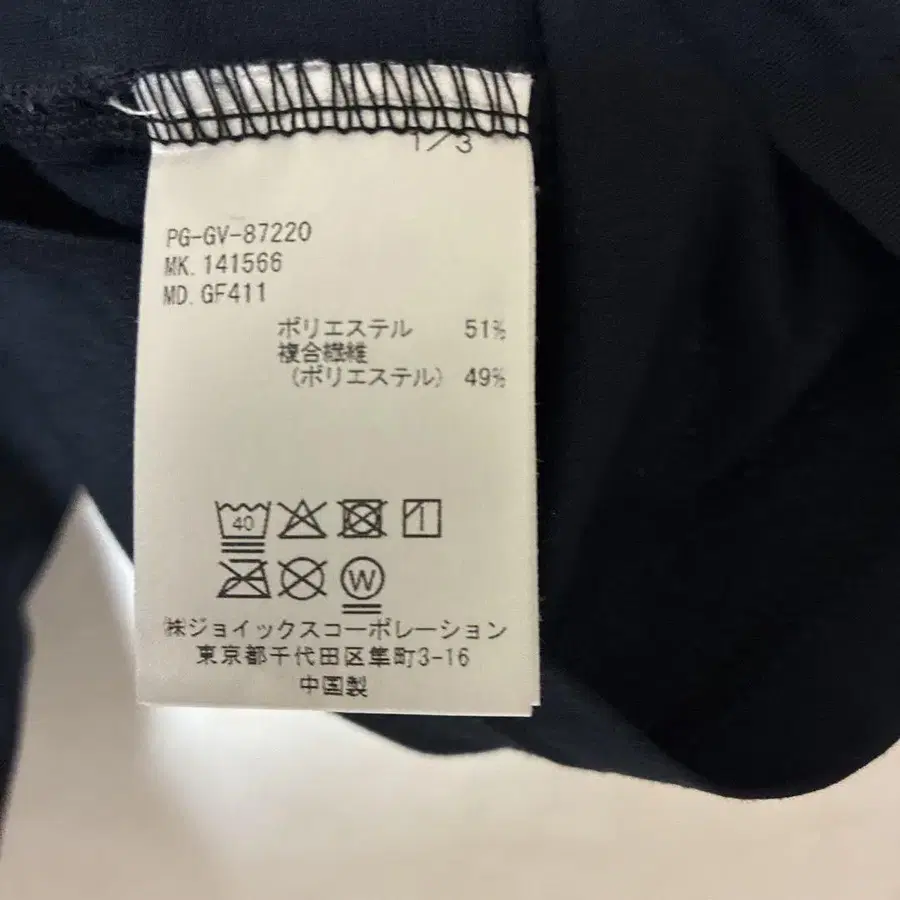 1/3
PG-GV-87220
MK. 141566
MD. GF411
ポリエステル 51%
複合繊維
(ポリエステル) 49%
40
W
㈱ジョイックスコーポレーション
東京都千代田区隼町3-16
中国製